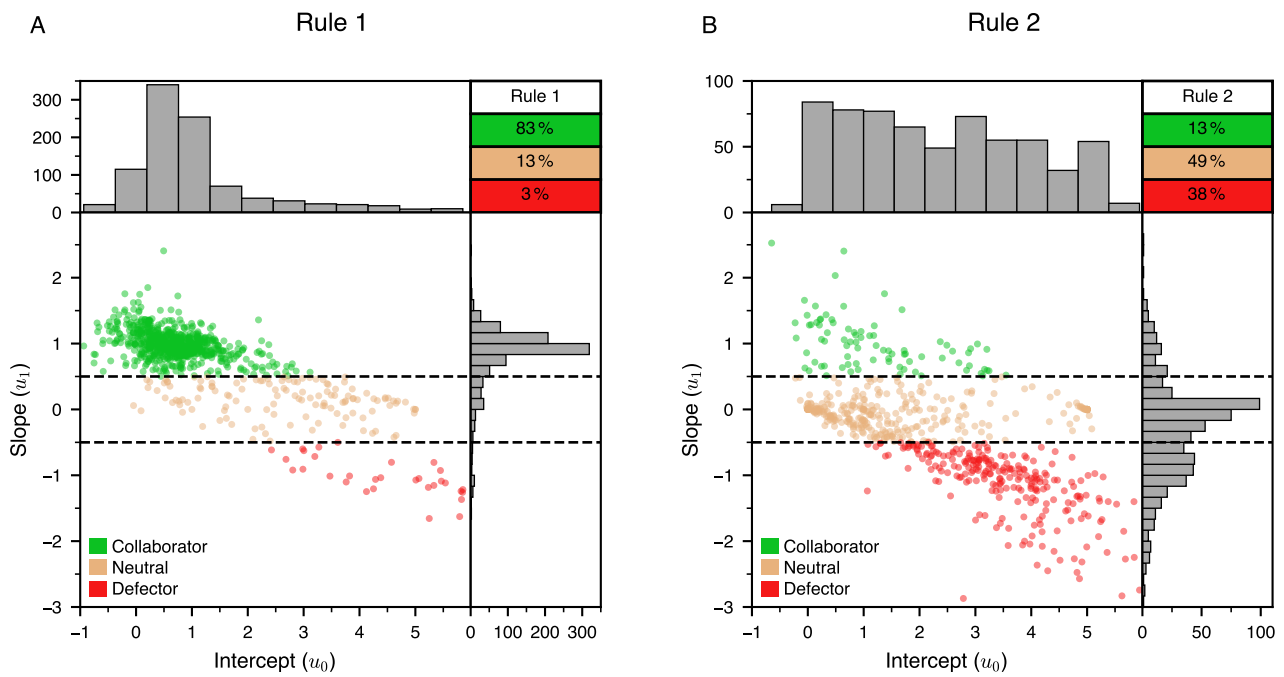 A
Rule 1
300
200
100
0
Rule 1
83 %
13 %
3 %
2
1
0
−1
−2
−3
Slope (u₁)
Collaborator
Neutral
Defector
−1
0
1
2
3
4
5
0
100
200
300
Intercept (u₀)
B
Rule 2
100
50
0
Rule 2
13 %
49 %
38 %
2
1
0
−1
−2
−3
Slope (u₁)
Collaborator
Neutral
Defector
−1
0
1
2
3
4
5
0
50
100
Intercept (u₀)